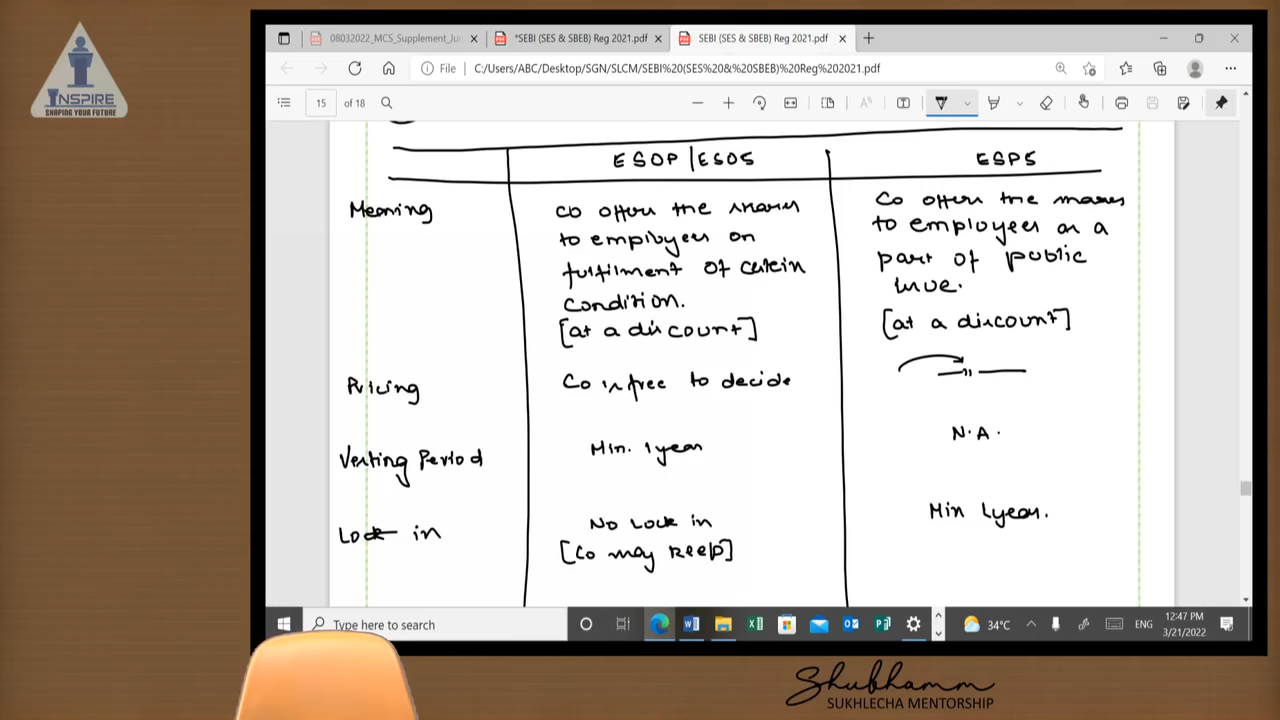 INSPIRE
SHAPING YOUR FUTURE
08032022_MCS_Supplement_Jun
*SEBI (SES & SBEB) Reg 2021.pdf
SEBI (SES & SBEB) Reg 2021.pdf
File
C:/Users/ABC/Desktop/SGN/SLCM/SEBI%20(SES%20&%20SBEB)%20Reg%202021.pdf
15 of 18
ESOP | ESOS ESPS
Meaning
Co offers the shares
to employees on
fulfilment of certain
condition.
[at a discount]
Co offers the shares
to employees as a
part of public
issue.
[at a discount]
Pricing Co is free to decide — " —
Vesting Period Min. 1 year N.A.
Lock in
No Lock in
[Co may keep]
Min 1 year.
Type here to search
34°C
ENG
12:47 PM
3/21/2022
Shubhamm
SUKHLECHA MENTORSHIP